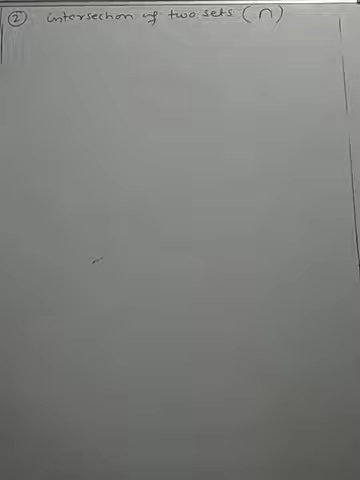 ② intersection of two sets (∩)